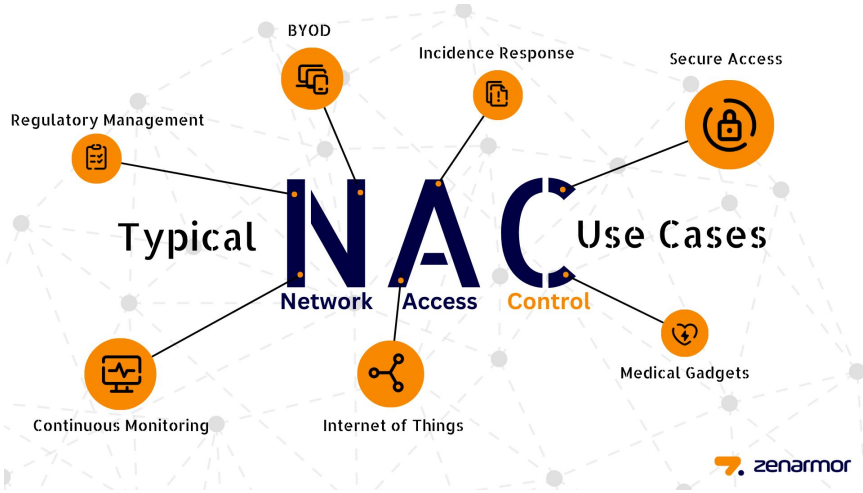 BYOD
Incidence Response
Secure Access
Regulatory Management
Typical NAC Use Cases
Network Access Control
Medical Gadgets
Continuous Monitoring
Internet of Things
zenarmor